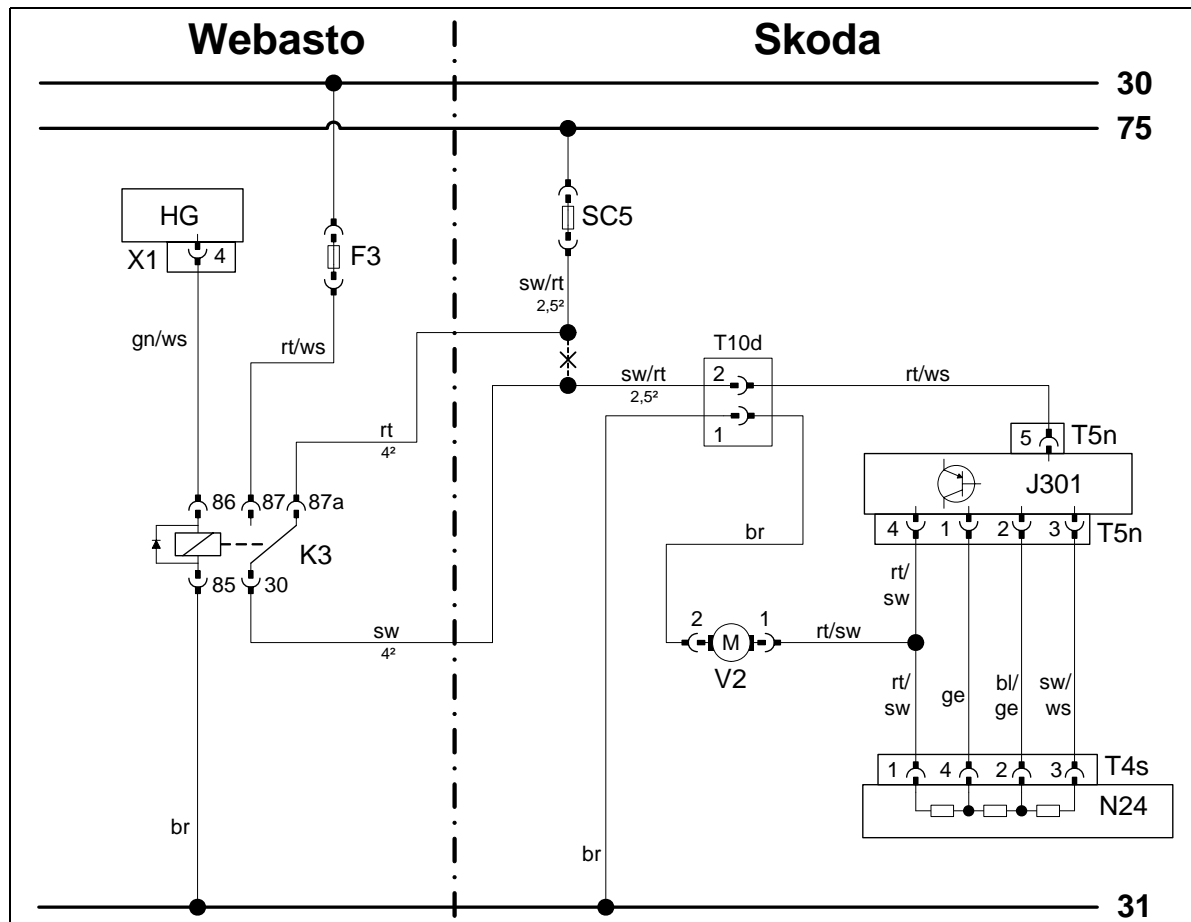 Webasto
Skoda
30
75
HG
X1
4
F3
SC5
sw/rt
2,5²
gn/ws
rt/ws
T10d
sw/rt
2,5²
2
rt/ws
1
rt
4²
5
T5n
J301
86
87
87a
K3
4
1
2
3
T5n
br
85
30
rt/
sw
sw
4²
2
M
1
V2
rt/sw
rt/
sw
ge
bl/
ge
sw/
ws
1
4
2
3
T4s
N24
br
br
31